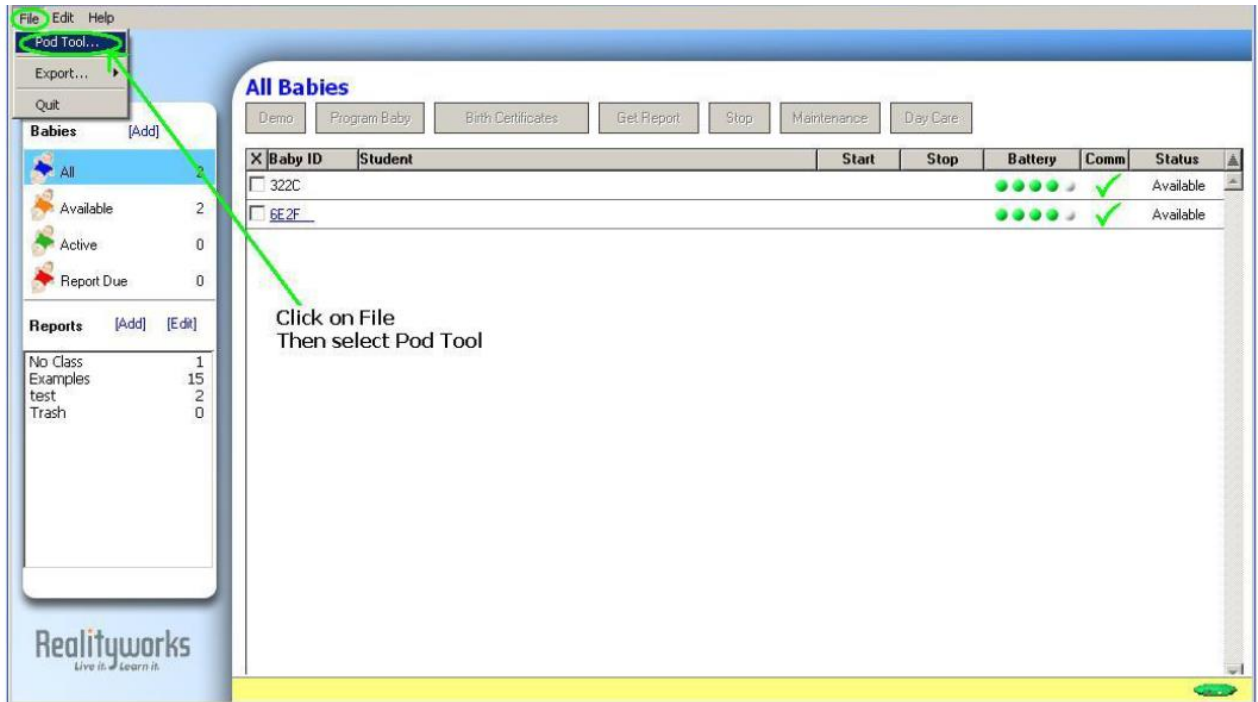 File Edit Help
Pod Tool...
Export...
Quit
Babies [Add]
All 2
Available 2
Active 0
Report Due 0
Reports [Add] [Edit]
No Class 1
Examples 15
test 2
Trash 0
Realityworks
Live it. Learn it.
All Babies
Demo Program Baby Birth Certificates Get Report Stop Maintenance Day Care
X Baby ID Student Start Stop Battery Comm Status
322C Available
6E2F Available
Click on File
Then select Pod Tool